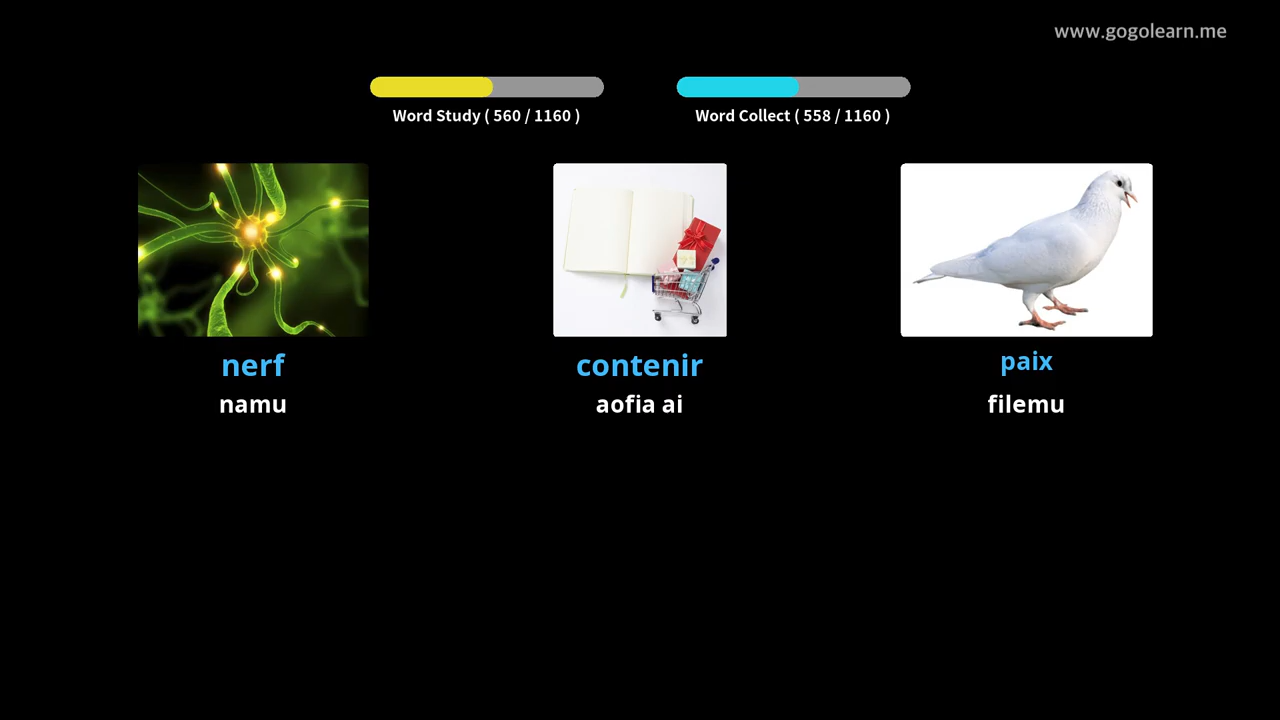 www.gogolearn.me
Word Study ( 560 / 1160 )
Word Collect ( 558 / 1160 )
nerf
namu
contenir
aofia ai
paix
filemu